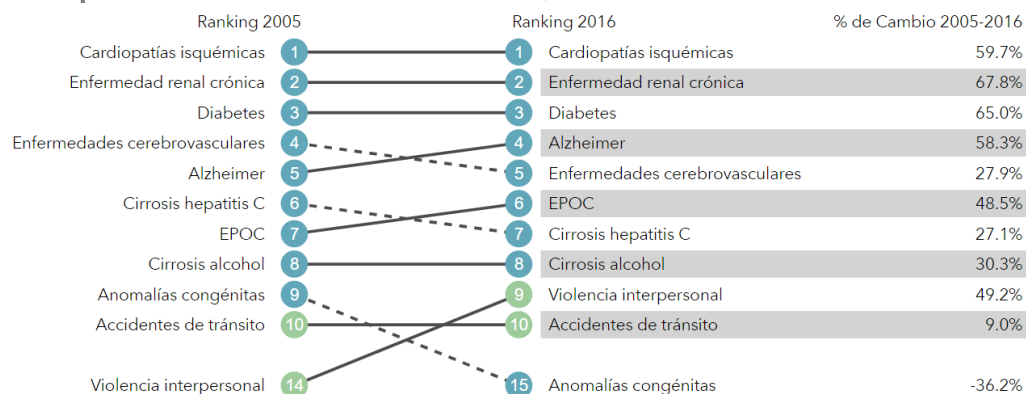 Ranking 2005 Ranking 2016 % de Cambio 2005-2016
Cardiopatías isquémicas 1 1 Cardiopatías isquémicas 59.7%
Enfermedad renal crónica 2 2 Enfermedad renal crónica 67.8%
Diabetes 3 3 Diabetes 65.0%
Enfermedades cerebrovasculares 4 4 Alzheimer 58.3%
Alzheimer 5 5 Enfermedades cerebrovasculares 27.9%
Cirrosis hepatitis C 6 6 EPOC 48.5%
EPOC 7 7 Cirrosis hepatitis C 27.1%
Cirrosis alcohol 8 8 Cirrosis alcohol 30.3%
Anomalías congénitas 9 9 Violencia interpersonal 49.2%
Accidentes de tránsito 10 10 Accidentes de tránsito 9.0%
Violencia interpersonal 14 15 Anomalías congénitas -36.2%